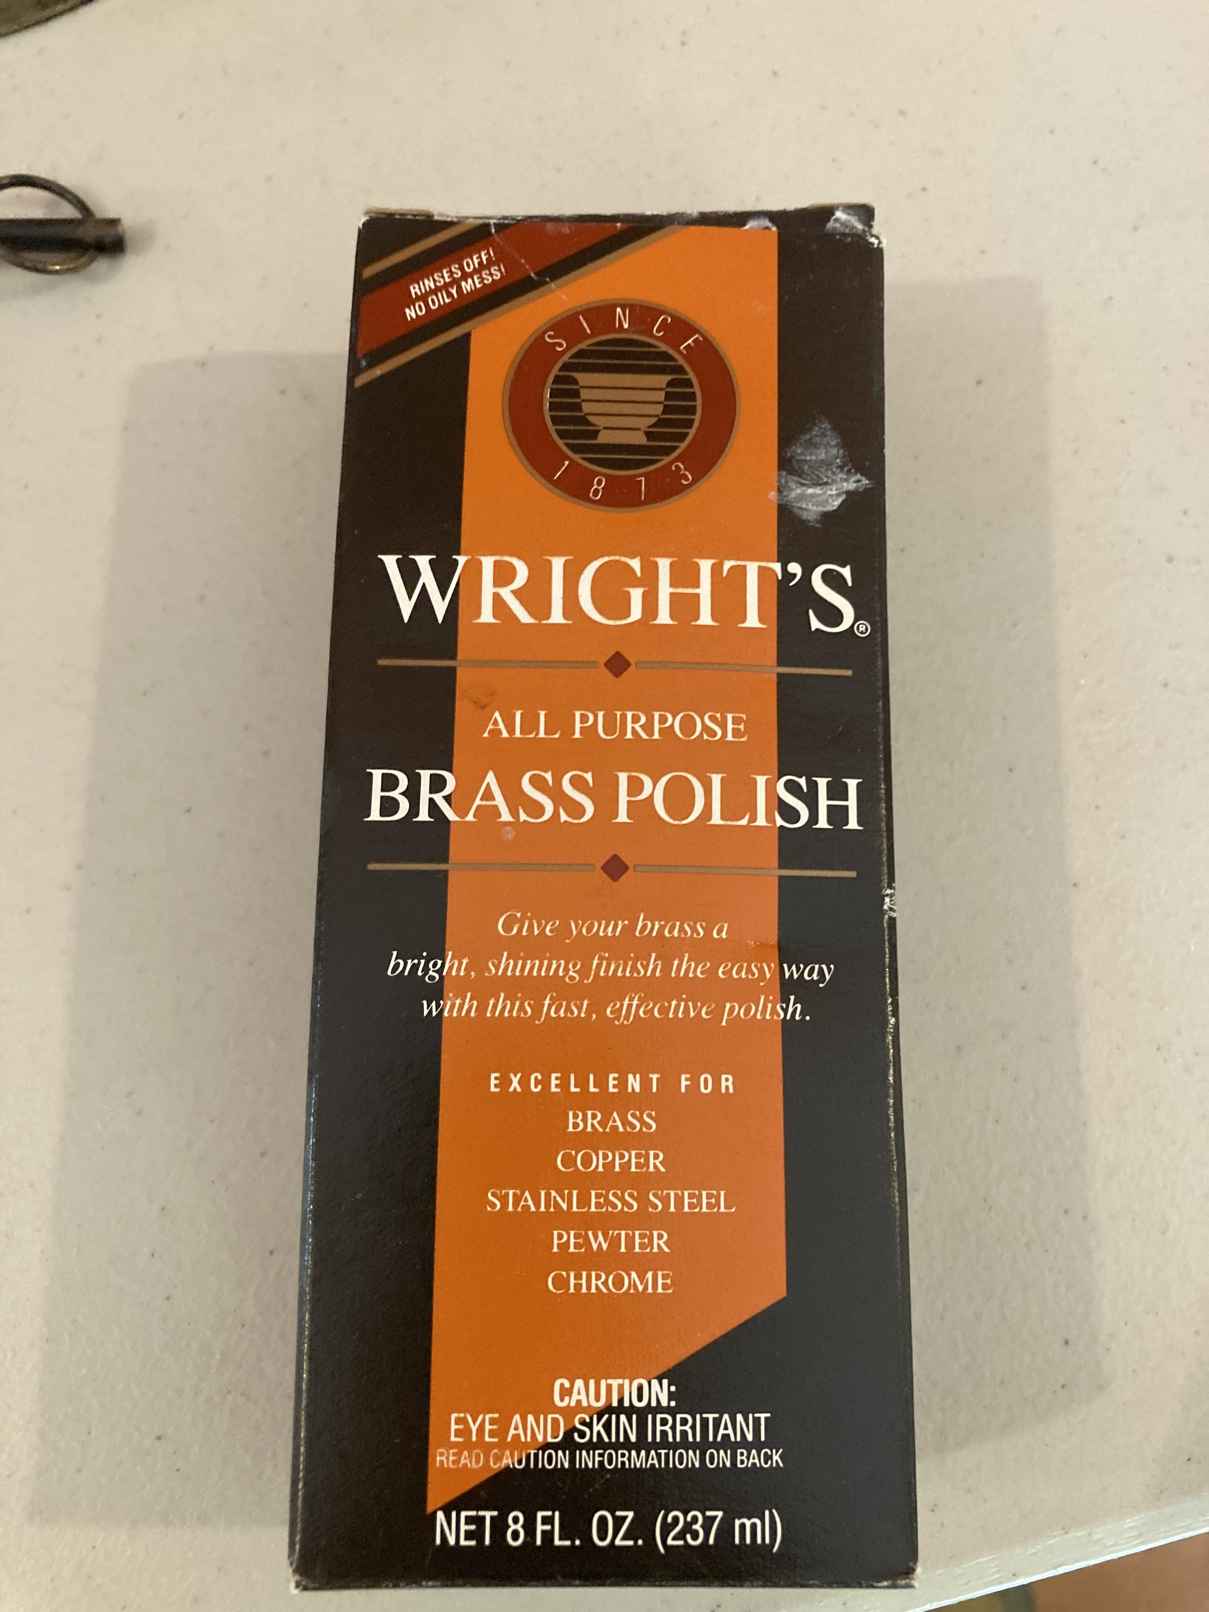 RINSES OFF!
NO OILY MESS!
SINCE
1873
WRIGHT'S®
ALL PURPOSE
BRASS POLISH
Give your brass a
bright, shining finish the easy way
with this fast, effective polish.
EXCELLENT FOR
BRASS
COPPER
STAINLESS STEEL
PEWTER
CHROME
CAUTION:
EYE AND SKIN IRRITANT
READ CAUTION INFORMATION ON BACK
NET 8 FL. OZ. (237 ml)